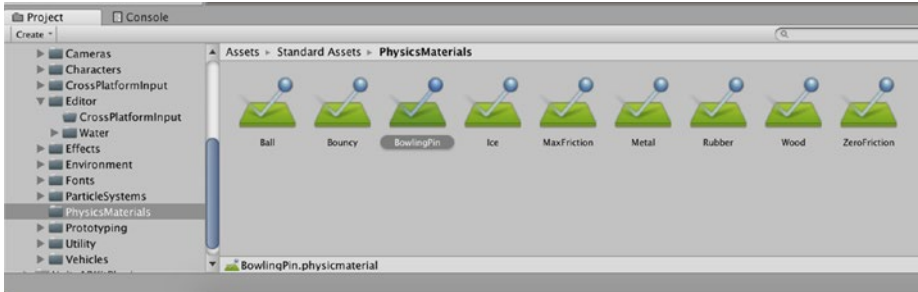 Project
Console
Create
Assets ▸ Standard Assets ▸ PhysicsMaterials
Cameras
Characters
CrossPlatformInput
Editor
CrossPlatformInput
Water
Effects
Environment
Fonts
ParticleSystems
PhysicsMaterials
Prototyping
Utility
Vehicles
Ball
Bouncy
BowlingPin
Ice
MaxFriction
Metal
Rubber
Wood
ZeroFriction
BowlingPin.physicmaterial